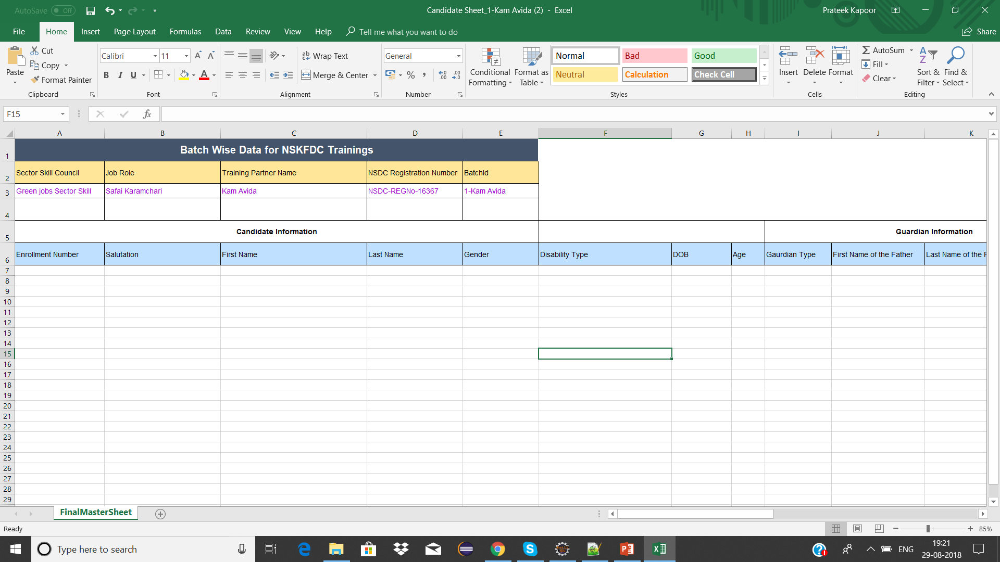 AutoSave Off
Candidate Sheet_1-Kam Avida (2) - Excel
Prateek Kapoor
File Home Insert Page Layout Formulas Data Review View Help Tell me what you want to do Share
Paste
Cut
Copy
Format Painter
Clipboard
Calibri 11
B I U
Font
Wrap Text
Merge & Center
Alignment
General
Number
Conditional Formatting
Format as Table
Normal Bad Good
Neutral Calculation Check Cell
Styles
Insert Delete Format
Cells
AutoSum
Fill
Clear
Sort & Filter
Find & Select
Editing
F15 fx
A B C D E F G H I J K
1 Batch Wise Data for NSKFDC Trainings
2 Sector Skill Council Job Role Training Partner Name NSDC Registration Number BatchId
3 Green jobs Sector Skill Safai Karamchari Kam Avida NSDC-REGNo-16367 1-Kam Avida
4
5 Candidate Information Guardian Information
6 Enrollment Number Salutation First Name Last Name Gender Disability Type DOB Age Gaurdian Type First Name of the Father Last Name of the F
7
8
9
10
11
12
13
14
15
16
17
18
19
20
21
22
23
24
25
26
27
28
29
FinalMasterSheet
Ready 85%
Type here to search
ENG
19:21
29-08-2018